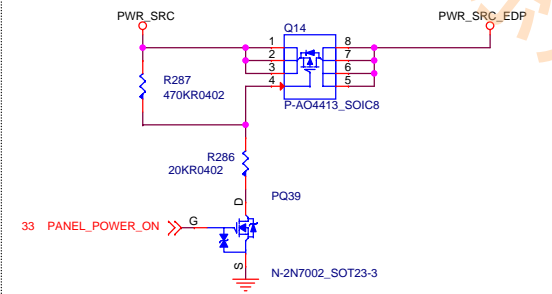 PWR_SRC
PWR_SRC_EDP
Q14
1
8
2
7
3
6
4
5
R287
470KR0402
P-AO4413_SOIC8
R286
20KR0402
D
PQ39
33 PANEL_POWER_ON
G
S
N-2N7002_SOT23-3